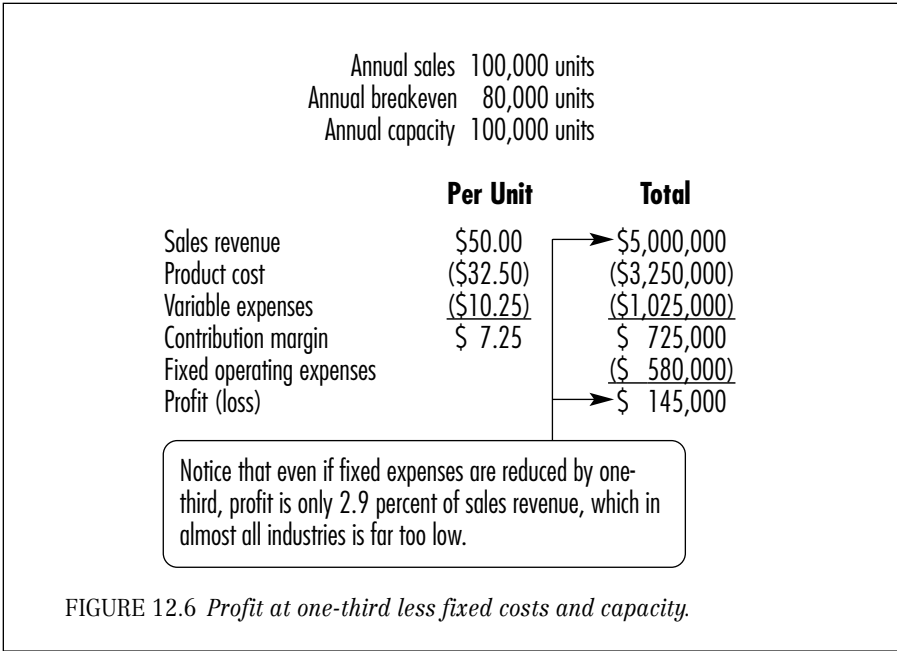 Annual sales 100,000 units
Annual breakeven 80,000 units
Annual capacity 100,000 units
Per Unit Total
Sales revenue $50.00 $5,000,000
Product cost ($32.50) ($3,250,000)
Variable expenses ($10.25) ($1,025,000)
Contribution margin $ 7.25 $ 725,000
Fixed operating expenses ($ 580,000)
Profit (loss) $ 145,000
Notice that even if fixed expenses are reduced by one-
third, profit is only 2.9 percent of sales revenue, which in
almost all industries is far too low.
FIGURE 12.6 Profit at one-third less fixed costs and capacity.